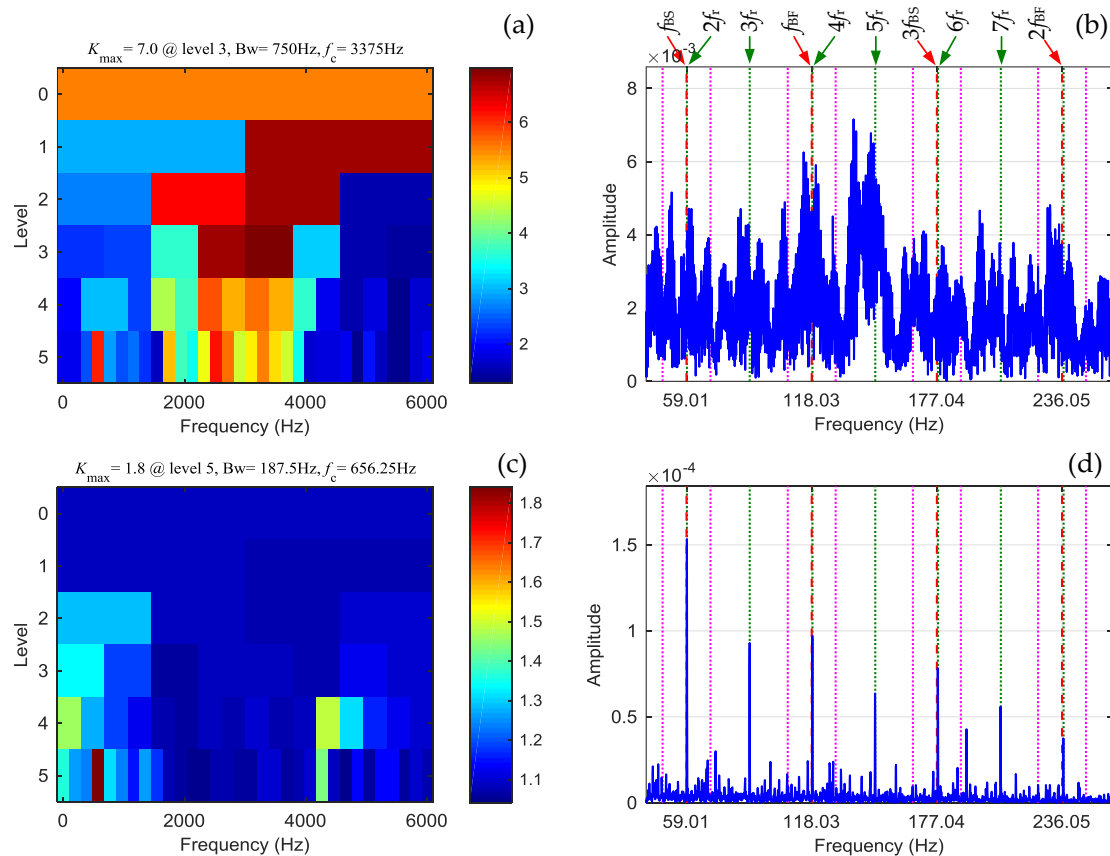 (a)
K_max = 7.0 @ level 3, Bw= 750Hz, f_c= 3375Hz
0
1
2
3
4
5
Level
0 2000 4000 6000
Frequency (Hz)
6
5
4
3
2
f_BS 2f_r 3f_r f_BF 4f_r 5f_r 3f_BS 6f_r 7f_r 2f_BF
(b)
×10^-3
8
6
4
2
0
Amplitude
59.01 118.03 177.04 236.05
Frequency (Hz)
(c)
K_max = 1.8 @ level 5, Bw= 187.5Hz, f_c= 656.25Hz
0
1
2
3
4
5
Level
0 2000 4000 6000
Frequency (Hz)
1.8
1.7
1.6
1.5
1.4
1.3
1.2
1.1
(d)
×10^-4
1.5
1
0.5
0
Amplitude
59.01 118.03 177.04 236.05
Frequency (Hz)